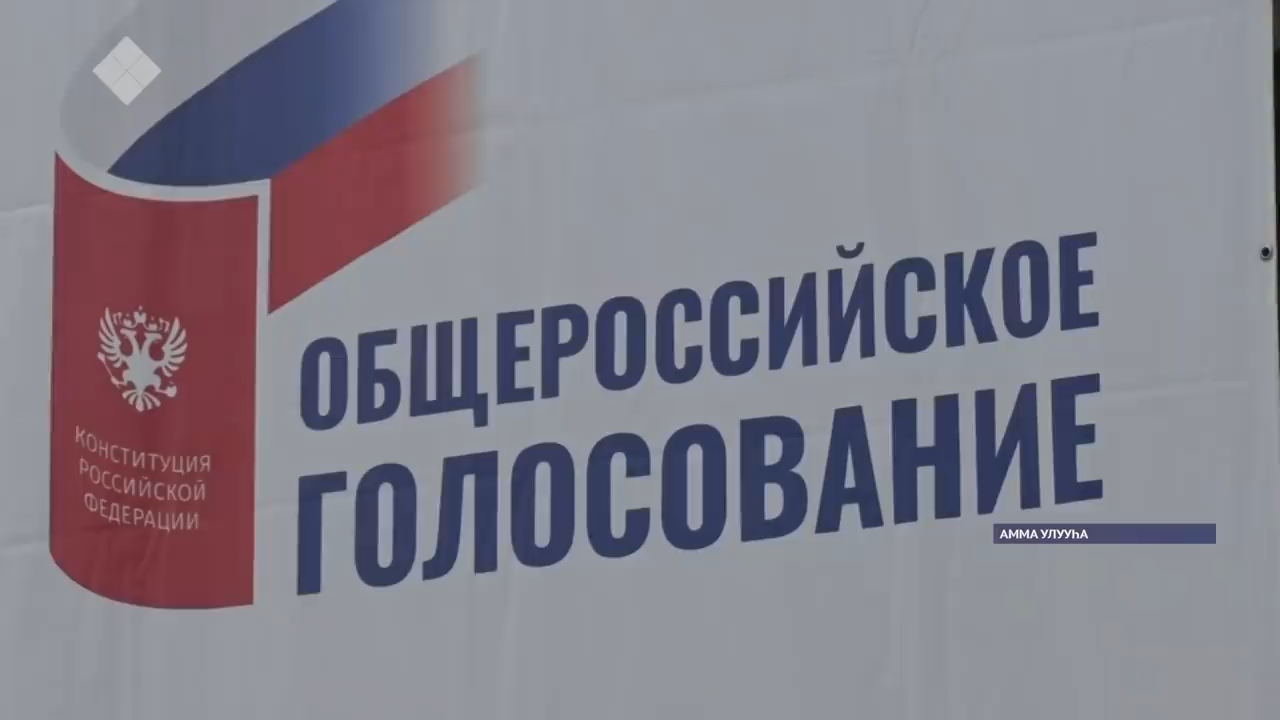 ОБЩЕРОССИЙСКОЕ
ГОЛОСОВАНИЕ
КОНСТИТУЦИЯ
РОССИЙСКОЙ
ФЕДЕРАЦИИ
АММА УЛУУҺА